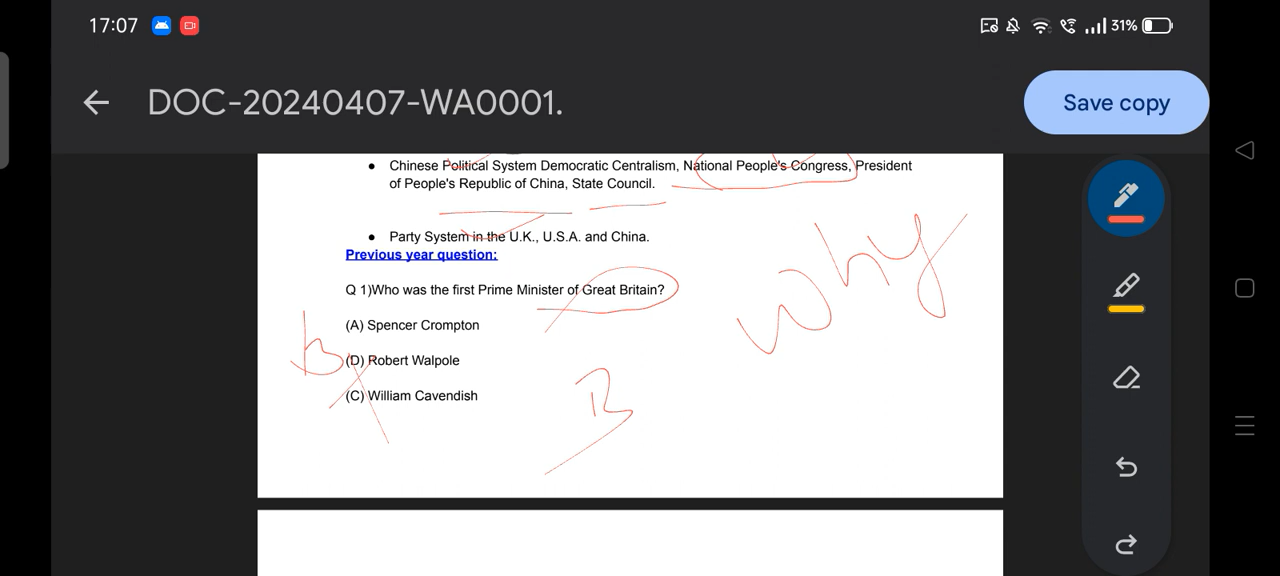 17:07
31%
DOC-20240407-WA0001.
Save copy
• Chinese Political System Democratic Centralism, National People's Congress, President
of People's Republic of China, State Council.
• Party System in the U.K., U.S.A. and China.
Previous year question:
Why
Q 1)Who was the first Prime Minister of Great Britain?
(A) Spencer Crompton
B
(D) Robert Walpole
(C) William Cavendish
B